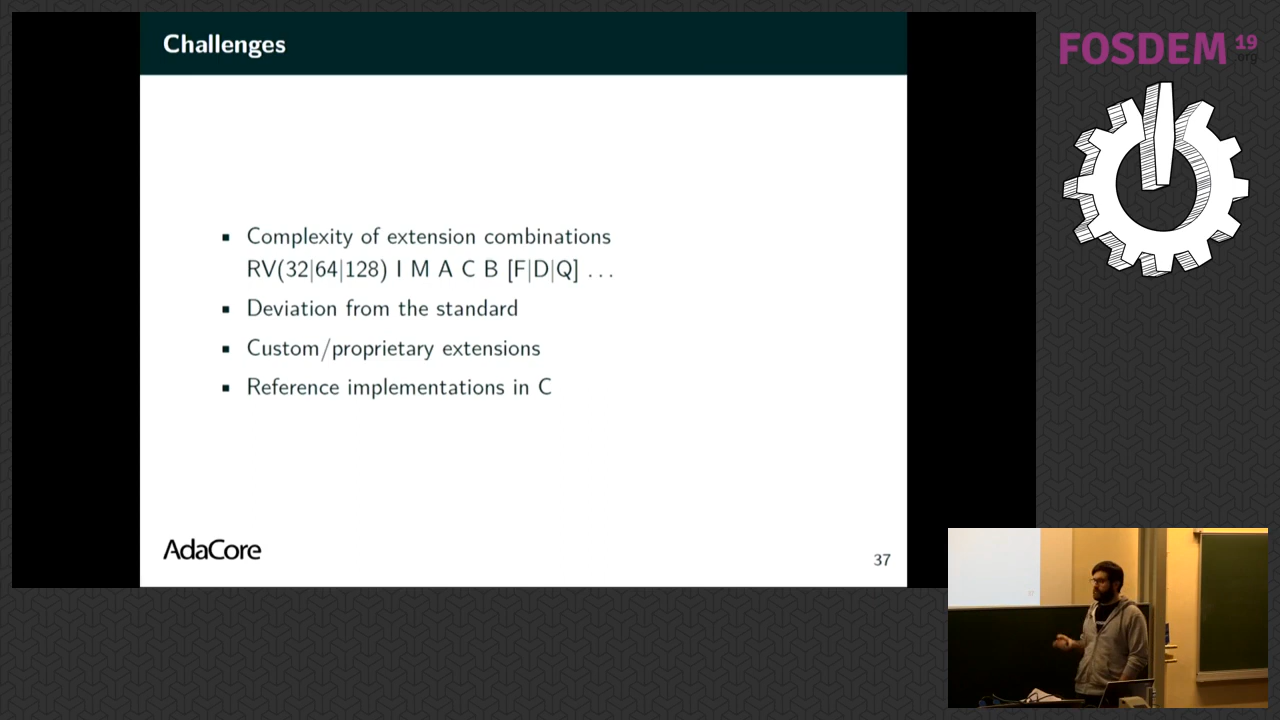 Challenges
FOSDEM 19
.org
▪ Complexity of extension combinations
RV(32|64|128) I M A C B [F|D|Q] ...
▪ Deviation from the standard
▪ Custom/proprietary extensions
▪ Reference implementations in C
AdaCore
37